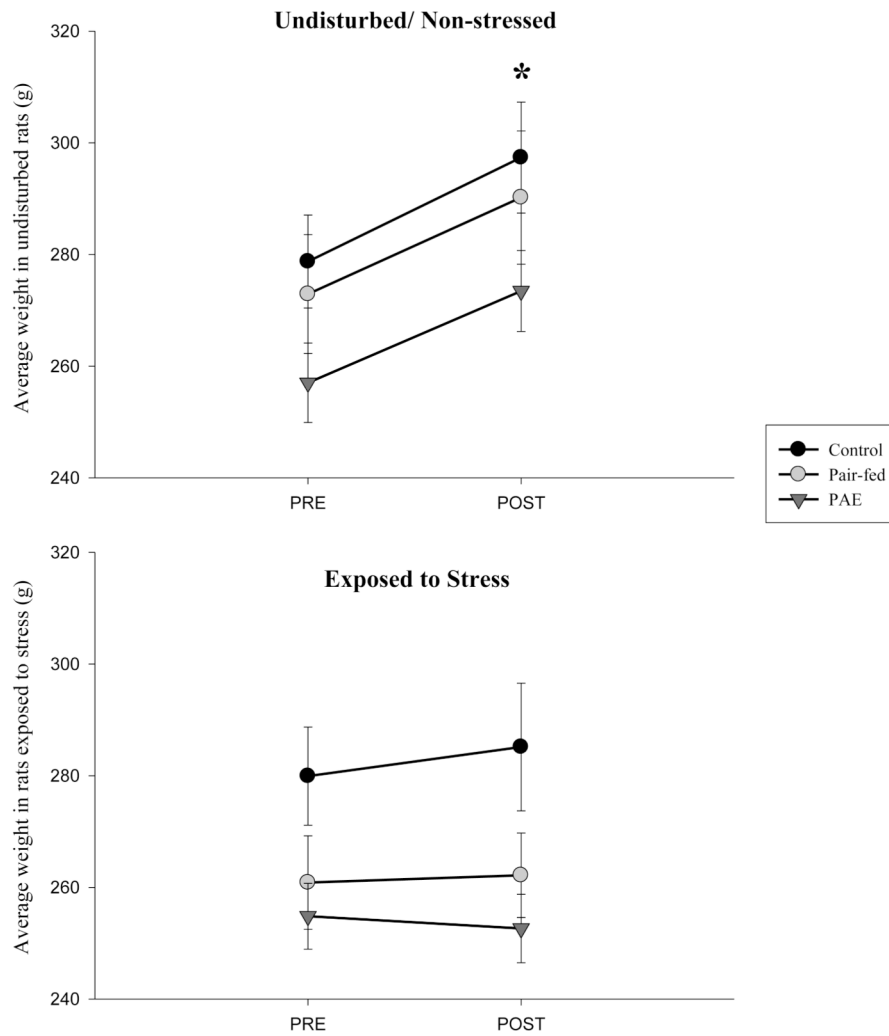 Undisturbed/ Non-stressed
Average weight in undisturbed rats (g)
320
300
280
260
240
*
PRE
POST
Control
Pair-fed
PAE
Exposed to Stress
Average weight in rats exposed to stress (g)
320
300
280
260
240
PRE
POST